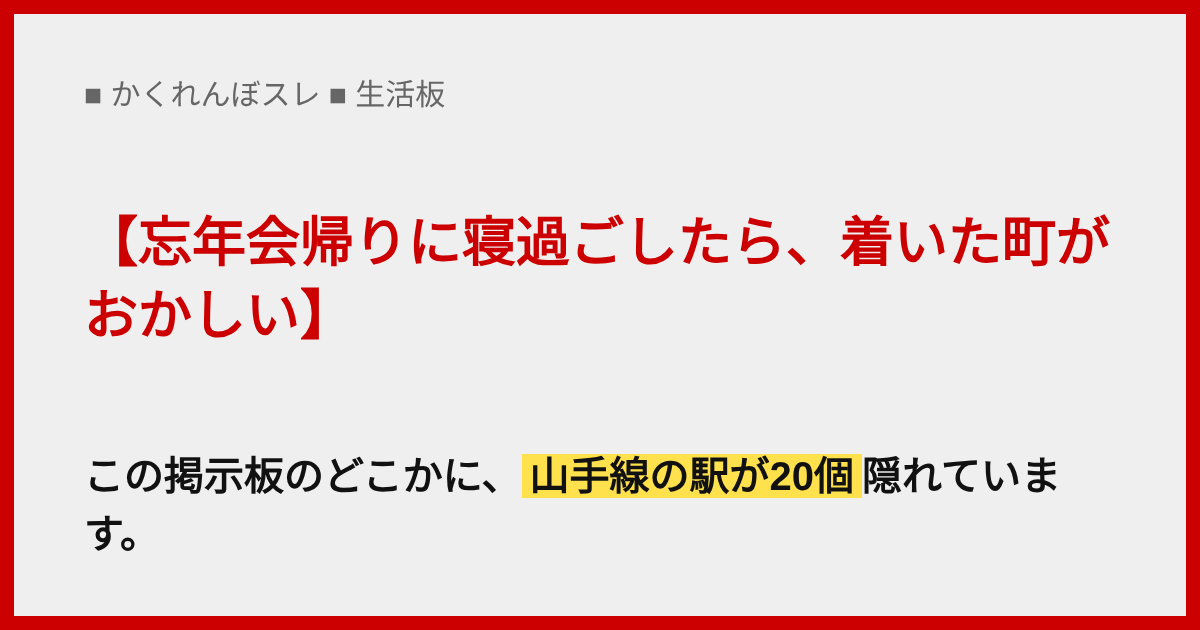 ■ かくれんぼスレ ■ 生活板
【忘年会帰りに寝過ごしたら、着いた町が
おかしい】
この掲示板のどこかに、山手線の駅が20個隠れていま
す。